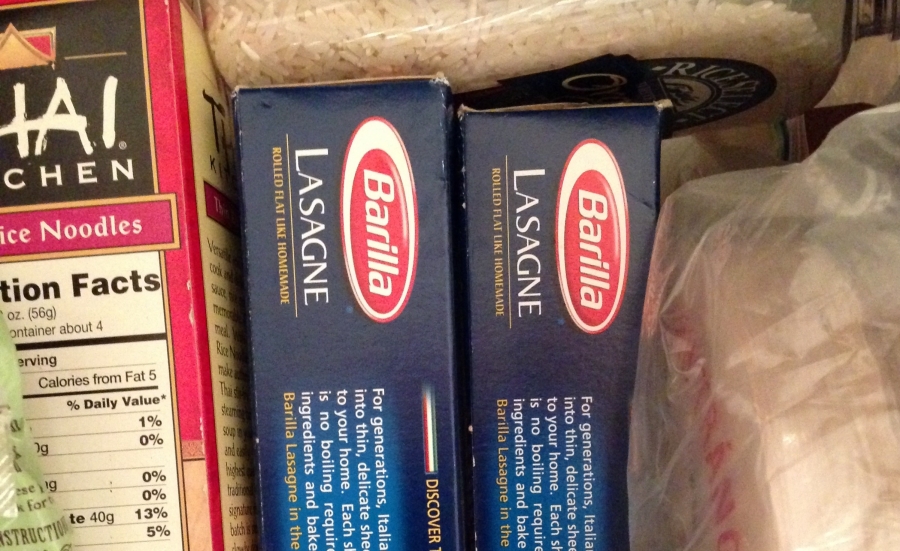 HAI
CHEN
ice Noodles
tion Facts
oz. (56g)
ontainer about 4
erving
Calories from Fat 5
% Daily Value*
1%
0%
0%
0%
te 40g 13%
5%
NSTRUCTIO
Barilla
LASAGNE
ROLLED FLAT LIKE HOMEMADE
For generations, Italia
into thin, delicate she
to your home. Each sh
is no boiling require
ingredients and bake
Barilla Lasagne in the
DISCOVER T
Barilla
LASAGNE
ROLLED FLAT LIKE HOMEMADE
For generations, Italia
into thin, delicate shee
to your home. Each sh
is no boiling require
ingredients and bake
Barilla Lasagne in the